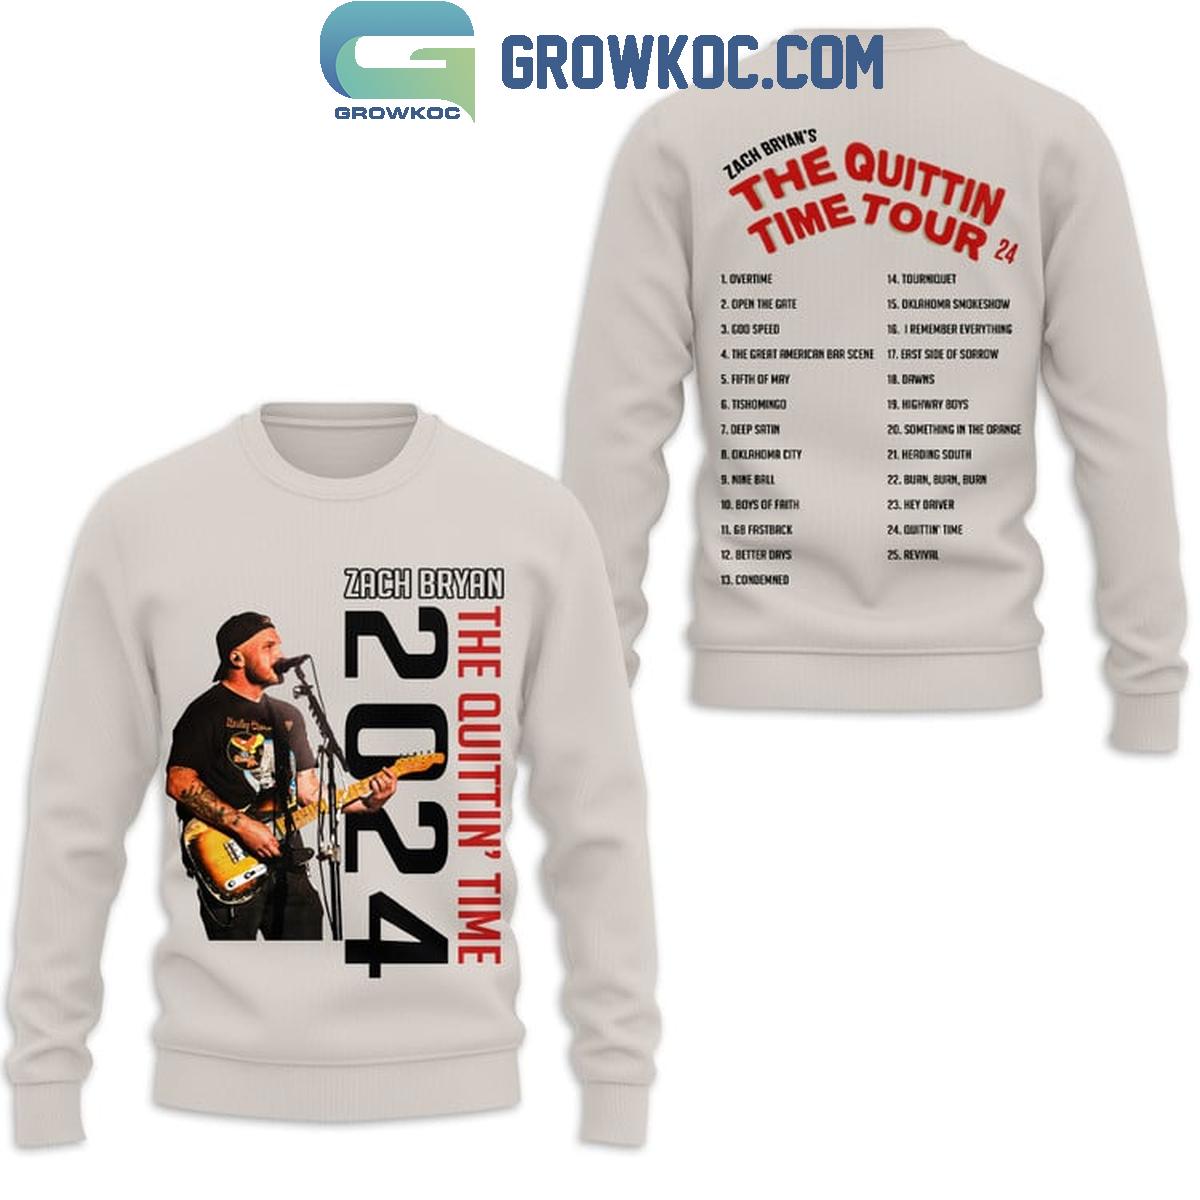 GROWKOC
GROWKOC.COM
ZACH BRYAN'S
THE QUITTIN
TIME TOUR 24
1. OVERTIME
2. OPEN THE GATE
3. GOD SPEED
4. THE GREAT AMERICAN BAR SCENE
5. FIFTH OF MAY
6. TISHOMINGO
7. DEEP SATIN
8. OKLAHOMA CITY
9. NINE BALL
10. BOYS OF FAITH
11. 68 FASTBACK
12. BETTER DAYS
13. CONDEMNED
14. TOURNIQUET
15. OKLAHOMA SMOKESHOW
16. I REMEMBER EVERYTHING
17. EAST SIDE OF SORROW
18. DAWNS
19. HIGHWAY BOYS
20. SOMETHING IN THE ORANGE
21. HEADING SOUTH
22. BURN, BURN, BURN
23. HEY DRIVER
24. QUITTIN' TIME
25. REVIVAL
ZACH BRYAN
THE QUITTIN' TIME
2024